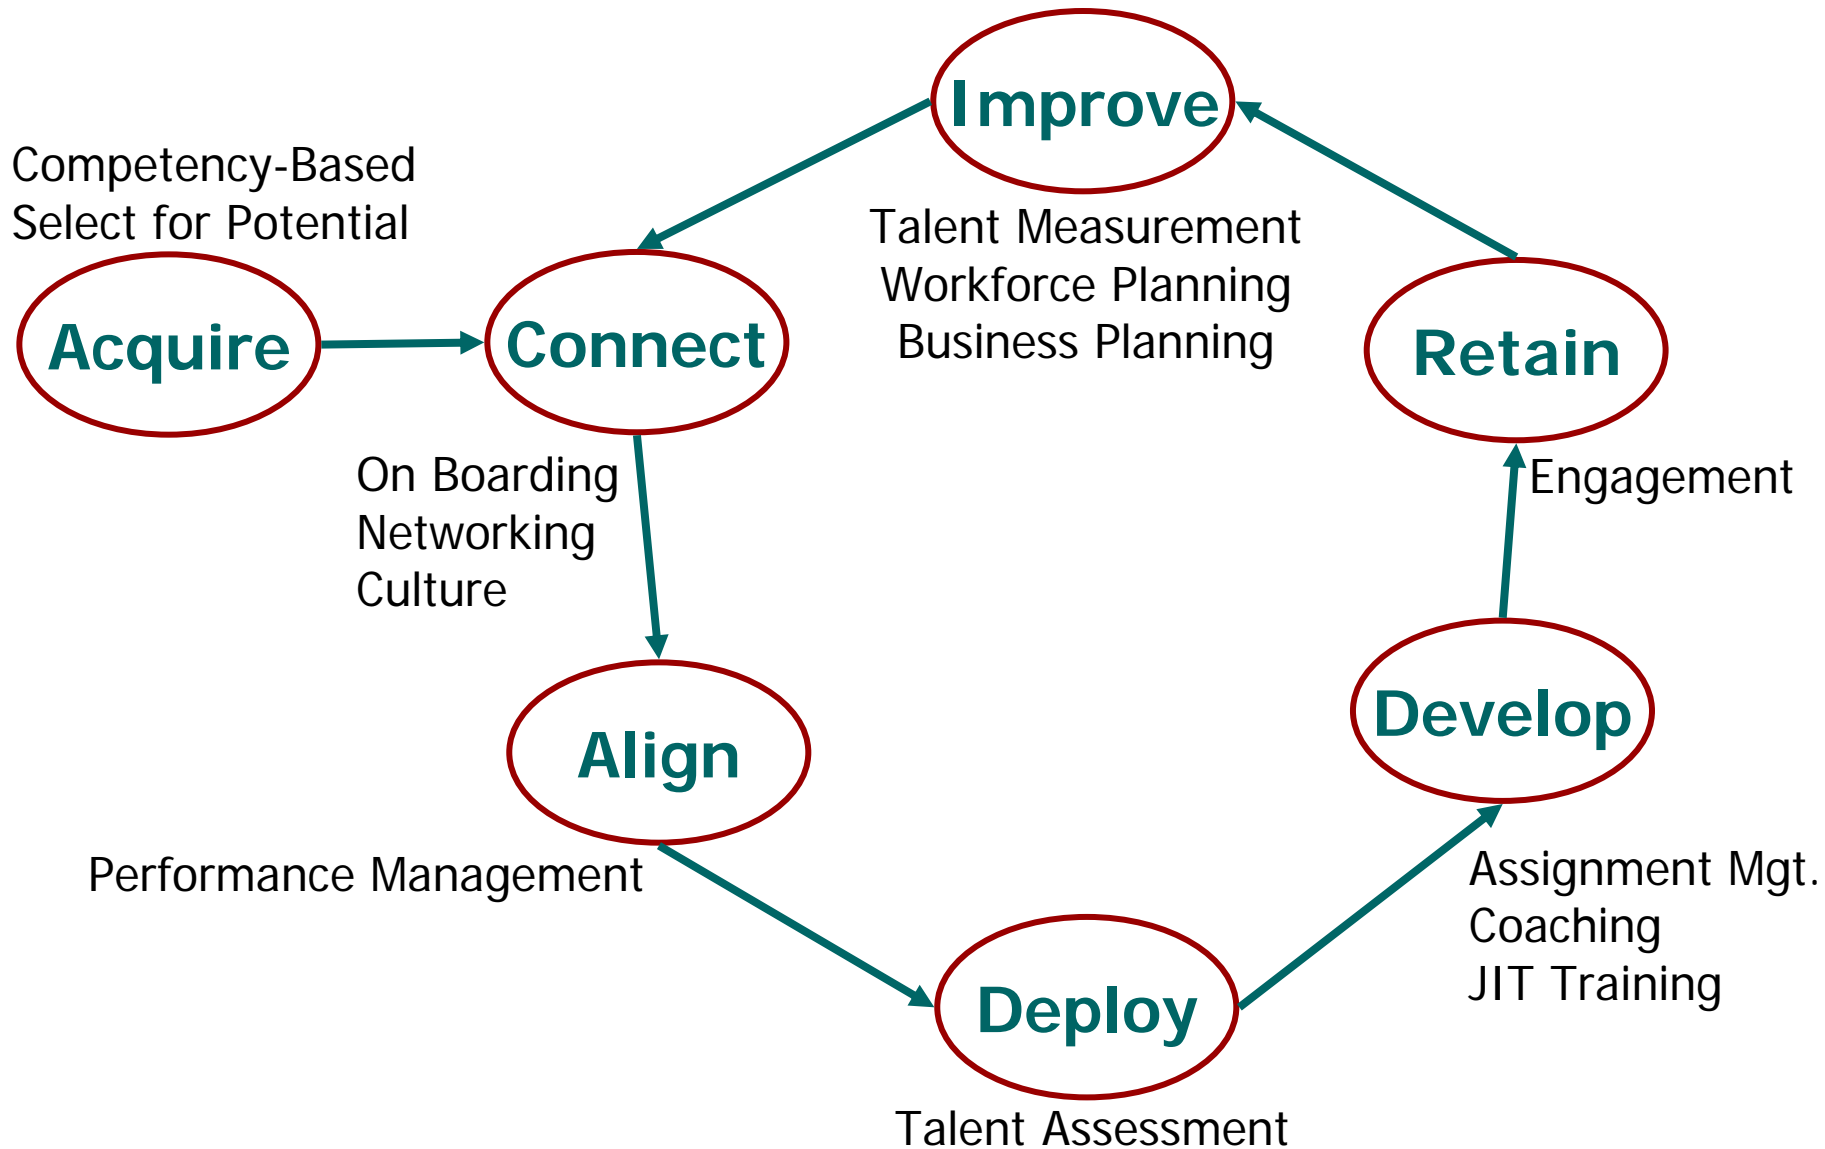 Improve
Talent Measurement
Workforce Planning
Business Planning
Competency-Based
Select for Potential
Acquire
Connect
On Boarding
Networking
Culture
Align
Performance Management
Deploy
Talent Assessment
Develop
Assignment Mgt.
Coaching
JIT Training
Retain
Engagement